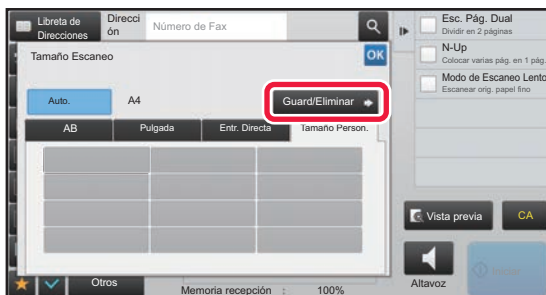 Libreta de
Direcciones
Direcci
ón
Número de Fax
Tamaño Escaneo
OK
Auto.
A4
Guard/Eliminar
AB
Pulgada
Entr. Directa
Tamaño Person.
Otros
Memoria recepción : 100%
Esc. Pág. Dual
Dividir en 2 páginas
N-Up
Colocar varias pág. en 1 pág.
Modo de Escaneo Lento
Escanear orig. papel fino
Vista previa
CA
Altavoz